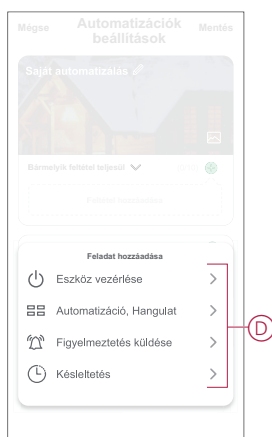 Mégse
Automatizációk
beállítások
Mentés
Saját automatizálás
Bármelyik feltétel teljesül
Feladat hozzáadása
Eszköz vezérlése
Automatizáció, Hangulat
Figyelmeztetés küldése
Késleltetés
D